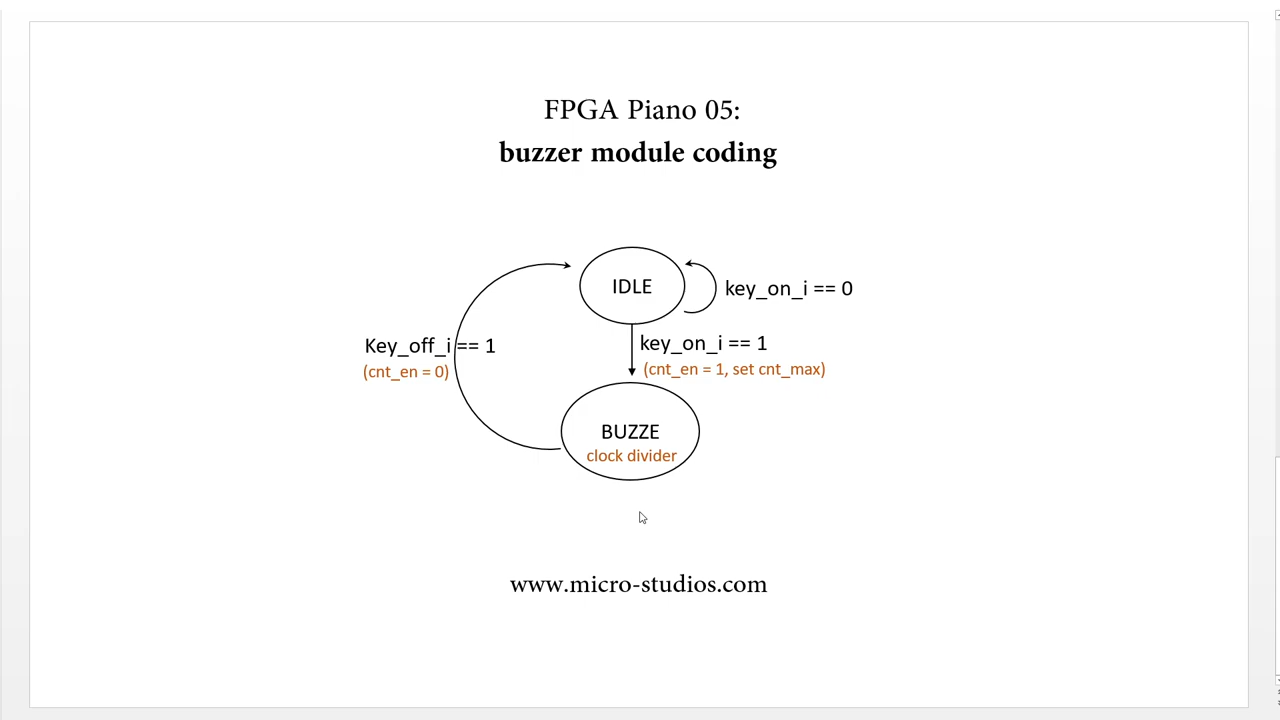 FPGA Piano 05:
buzzer module coding
IDLE
key_on_i == 0
Key_off_i == 1
(cnt_en = 0)
key_on_i == 1
(cnt_en = 1, set cnt_max)
BUZZE
clock divider
www.micro-studios.com